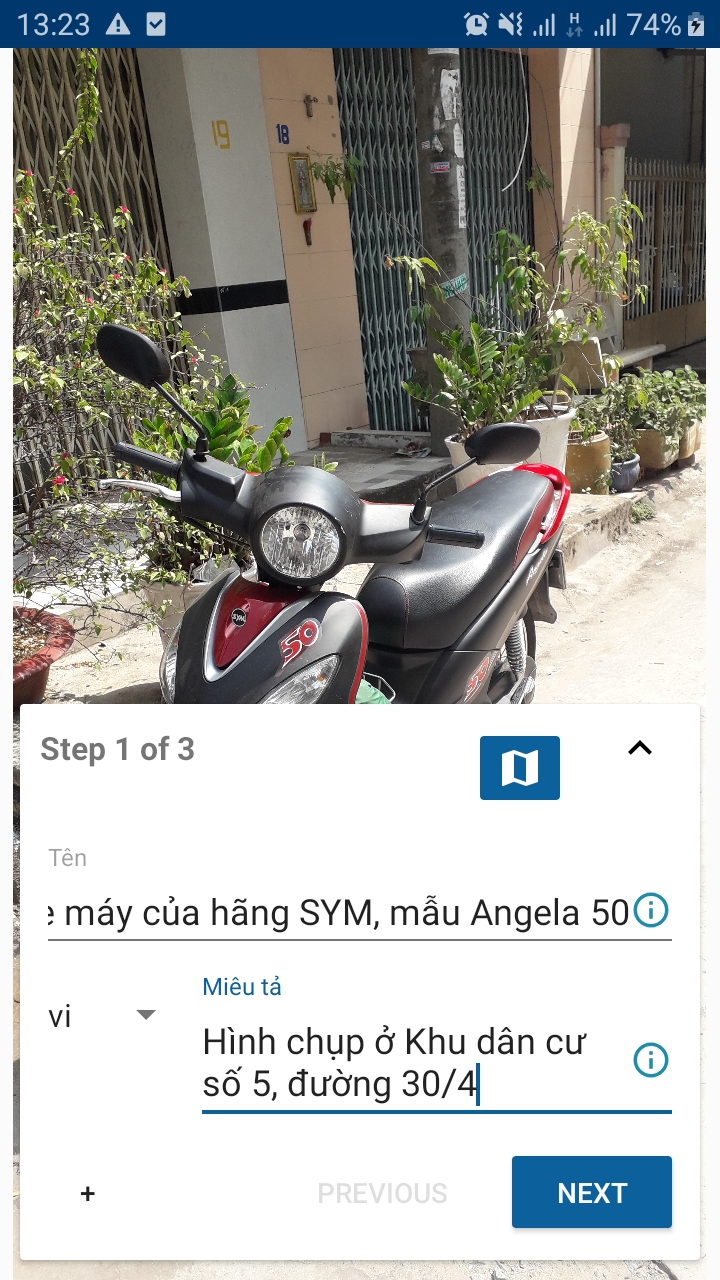 13:23
H
74%
19
18
SYM
50
50
Step 1 of 3
Tên
máy của hãng SYM, mẫu Angela 50
vi
Miêu tả
Hình chụp ở Khu dân cư
số 5, đường 30/4
+
PREVIOUS
NEXT